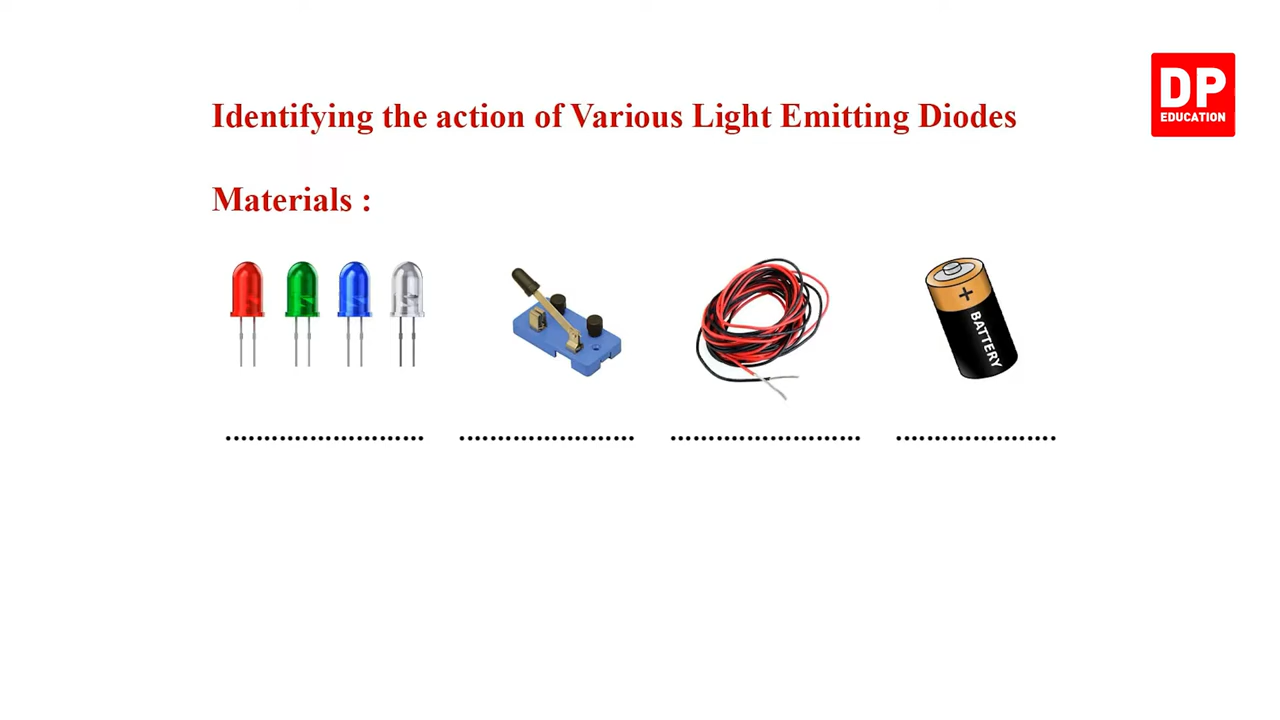 DP
EDUCATION
Identifying the action of Various Light Emitting Diodes
Materials :
+
BATTERY
............................ ......................... ........................... .......................